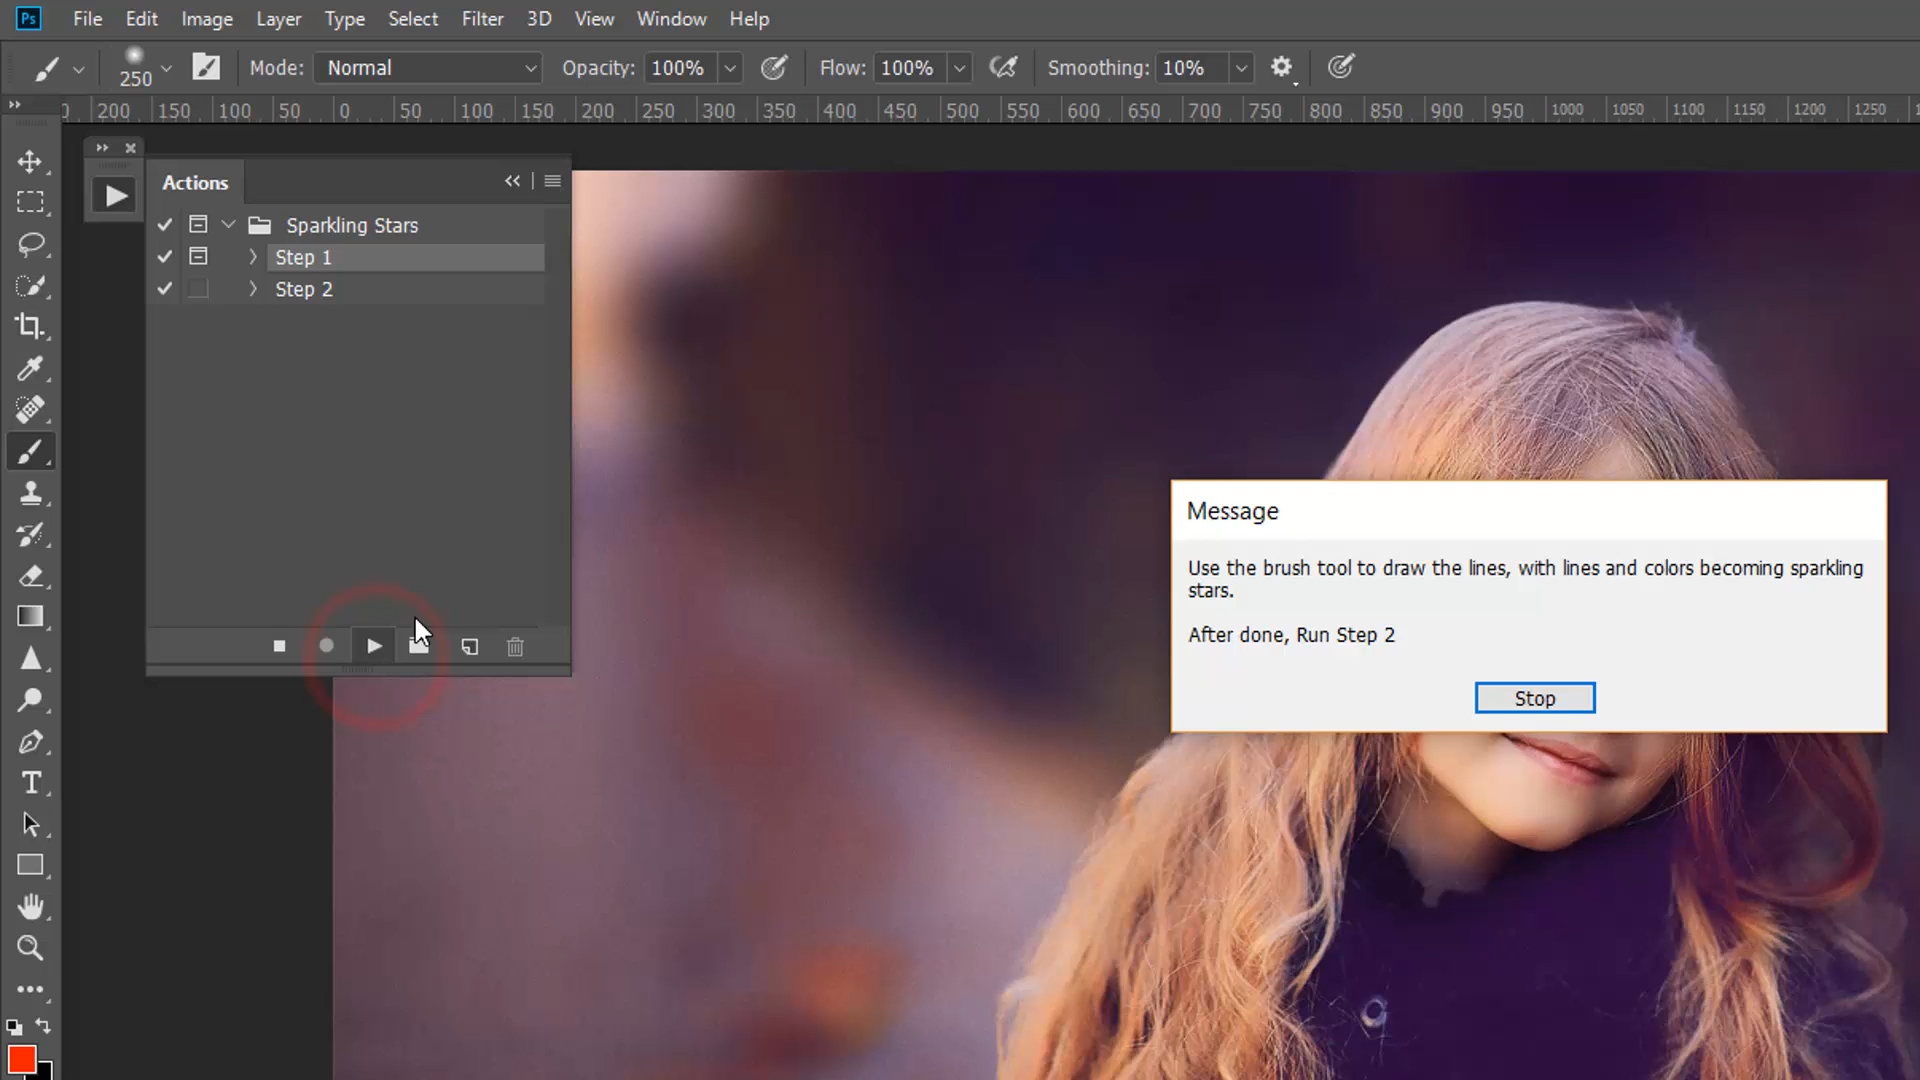 Ps File Edit Image Layer Type Select Filter 3D View Window Help
250 Mode: Normal Opacity: 100% Flow: 100% Smoothing: 10%
0 200 150 100 50 0 50 100 150 200 250 300 350 400 450 500 550 600 650 700 750 800 850 900 950 1000 1050 1100 1150 1200 1250
Actions
Sparkling Stars
Step 1
Step 2
Message
Use the brush tool to draw the lines, with lines and colors becoming sparkling
stars.
After done, Run Step 2
Stop
T